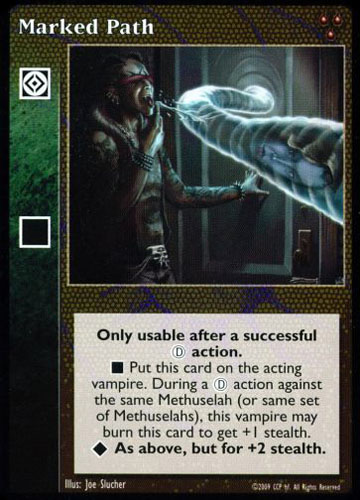 Marked Path
Only usable after a successful
Ⓓ action.
■ Put this card on the acting
vampire. During a Ⓓ action against
the same Methuselah (or same set
of Methuselahs), this vampire may
burn this card to get +1 stealth.
◆ As above, but for +2 stealth.
Illus: Joe Slucher ©2009 CCP hf. All Rights Reserved